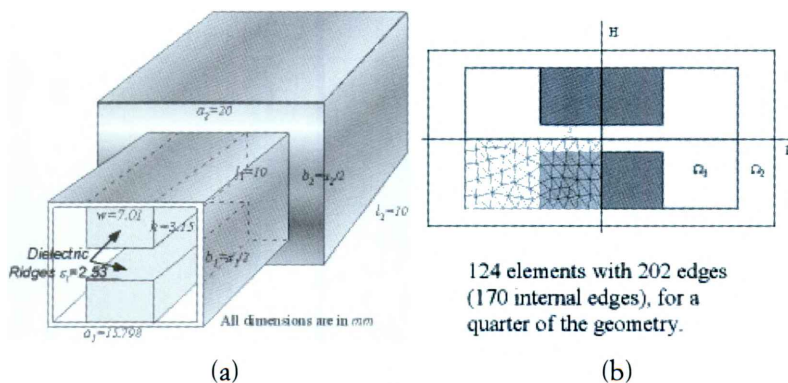 a₂=20
l₁=10
b₂=a₂/2
l₂=10
w=7.01
h=3.15
Dielectric
Ridges εᵣ=2.53
b₁=a₁/2
a₁=15.798
All dimensions are in mm
(a)
H
E
Ω₁
Ω₂
124 elements with 202 edges
(170 internal edges), for a
quarter of the geometry.
(b)